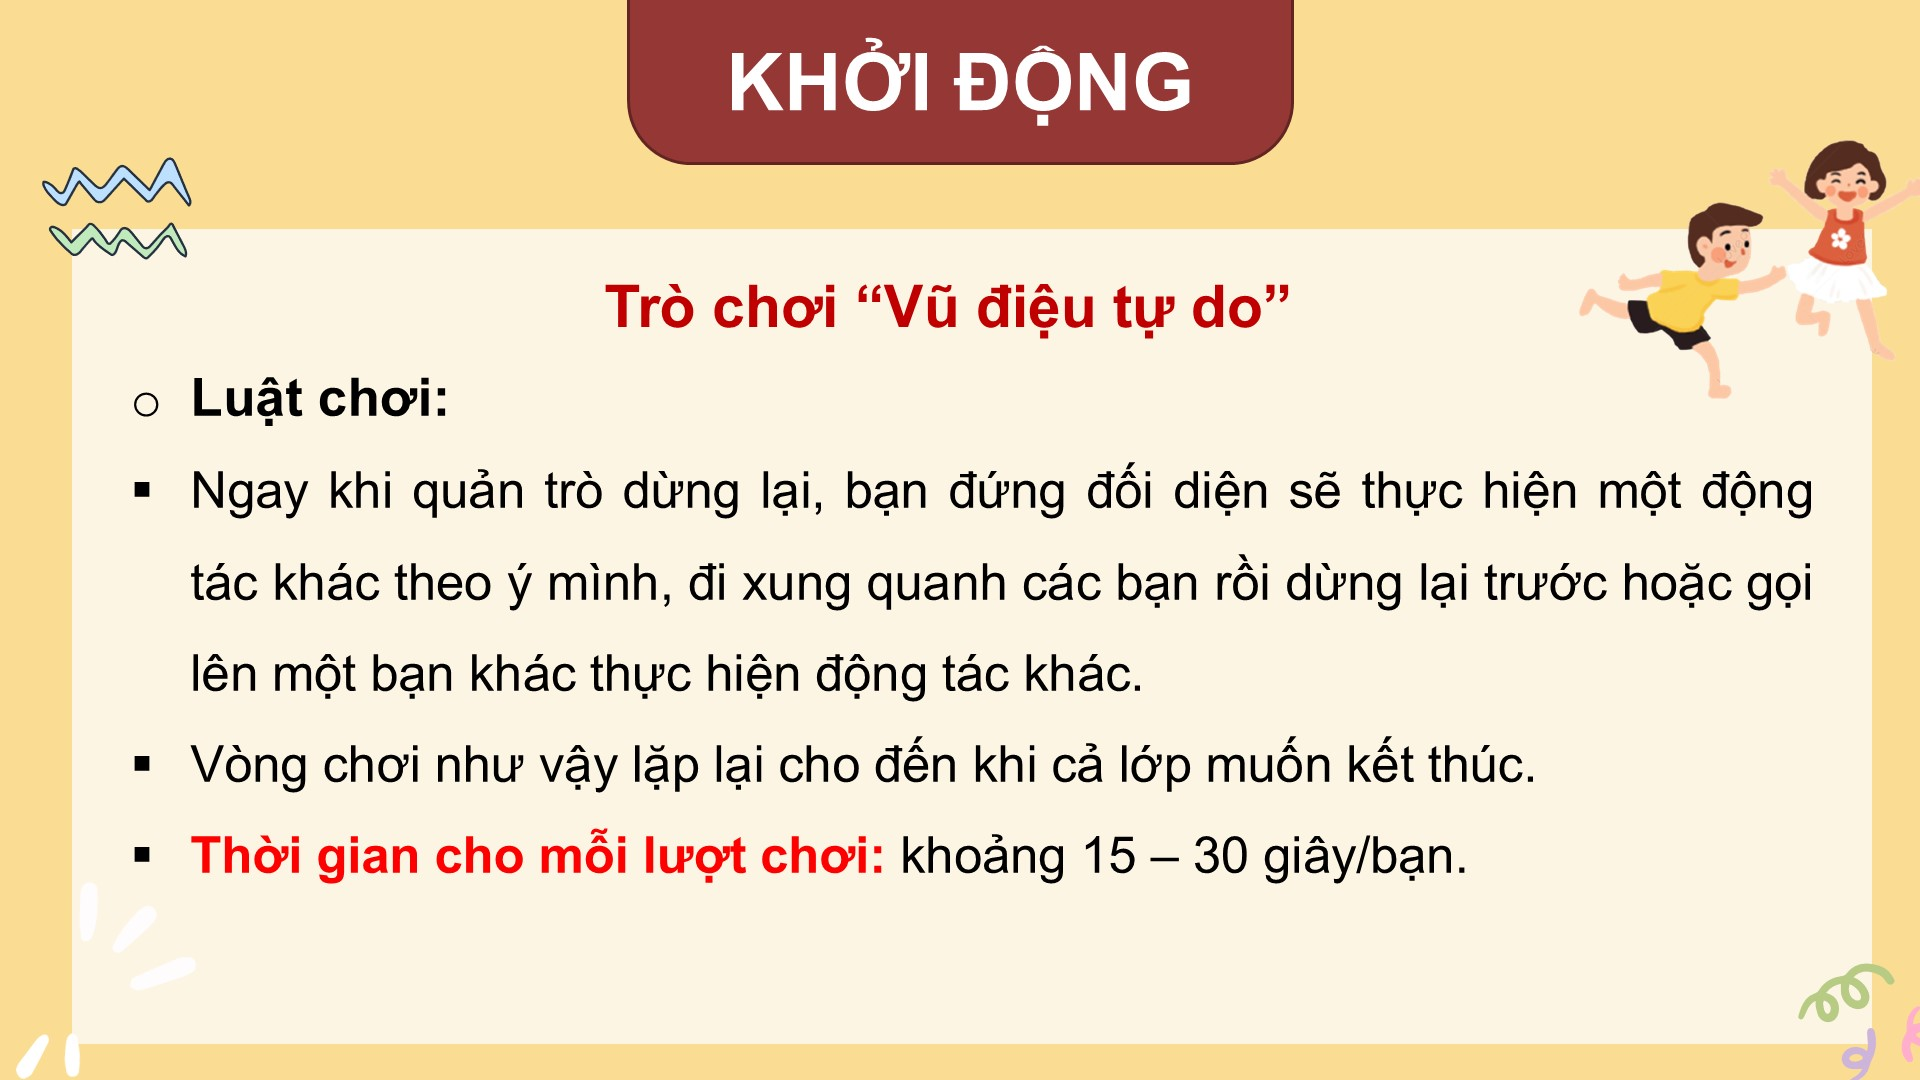 KHỞI ĐỘNG
Trò chơi “Vũ điệu tự do”
o Luật chơi:
▪ Ngay khi quản trò dừng lại, bạn đứng đối diện sẽ thực hiện một động
tác khác theo ý mình, đi xung quanh các bạn rồi dừng lại trước hoặc gọi
lên một bạn khác thực hiện động tác khác.
▪ Vòng chơi như vậy lặp lại cho đến khi cả lớp muốn kết thúc.
▪ Thời gian cho mỗi lượt chơi: khoảng 15 – 30 giây/bạn.